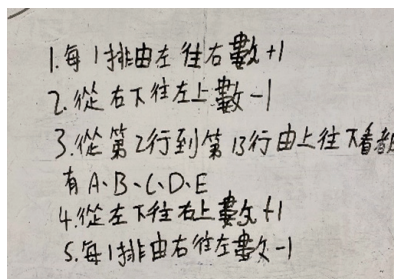 1.每1排由左往右數+1
2.從右下往左上數-1
3.從第2行到第13行由上往下看都
有A、B、C、D、E
4.從左下往右上數+1
5.每1排由右往左數-1